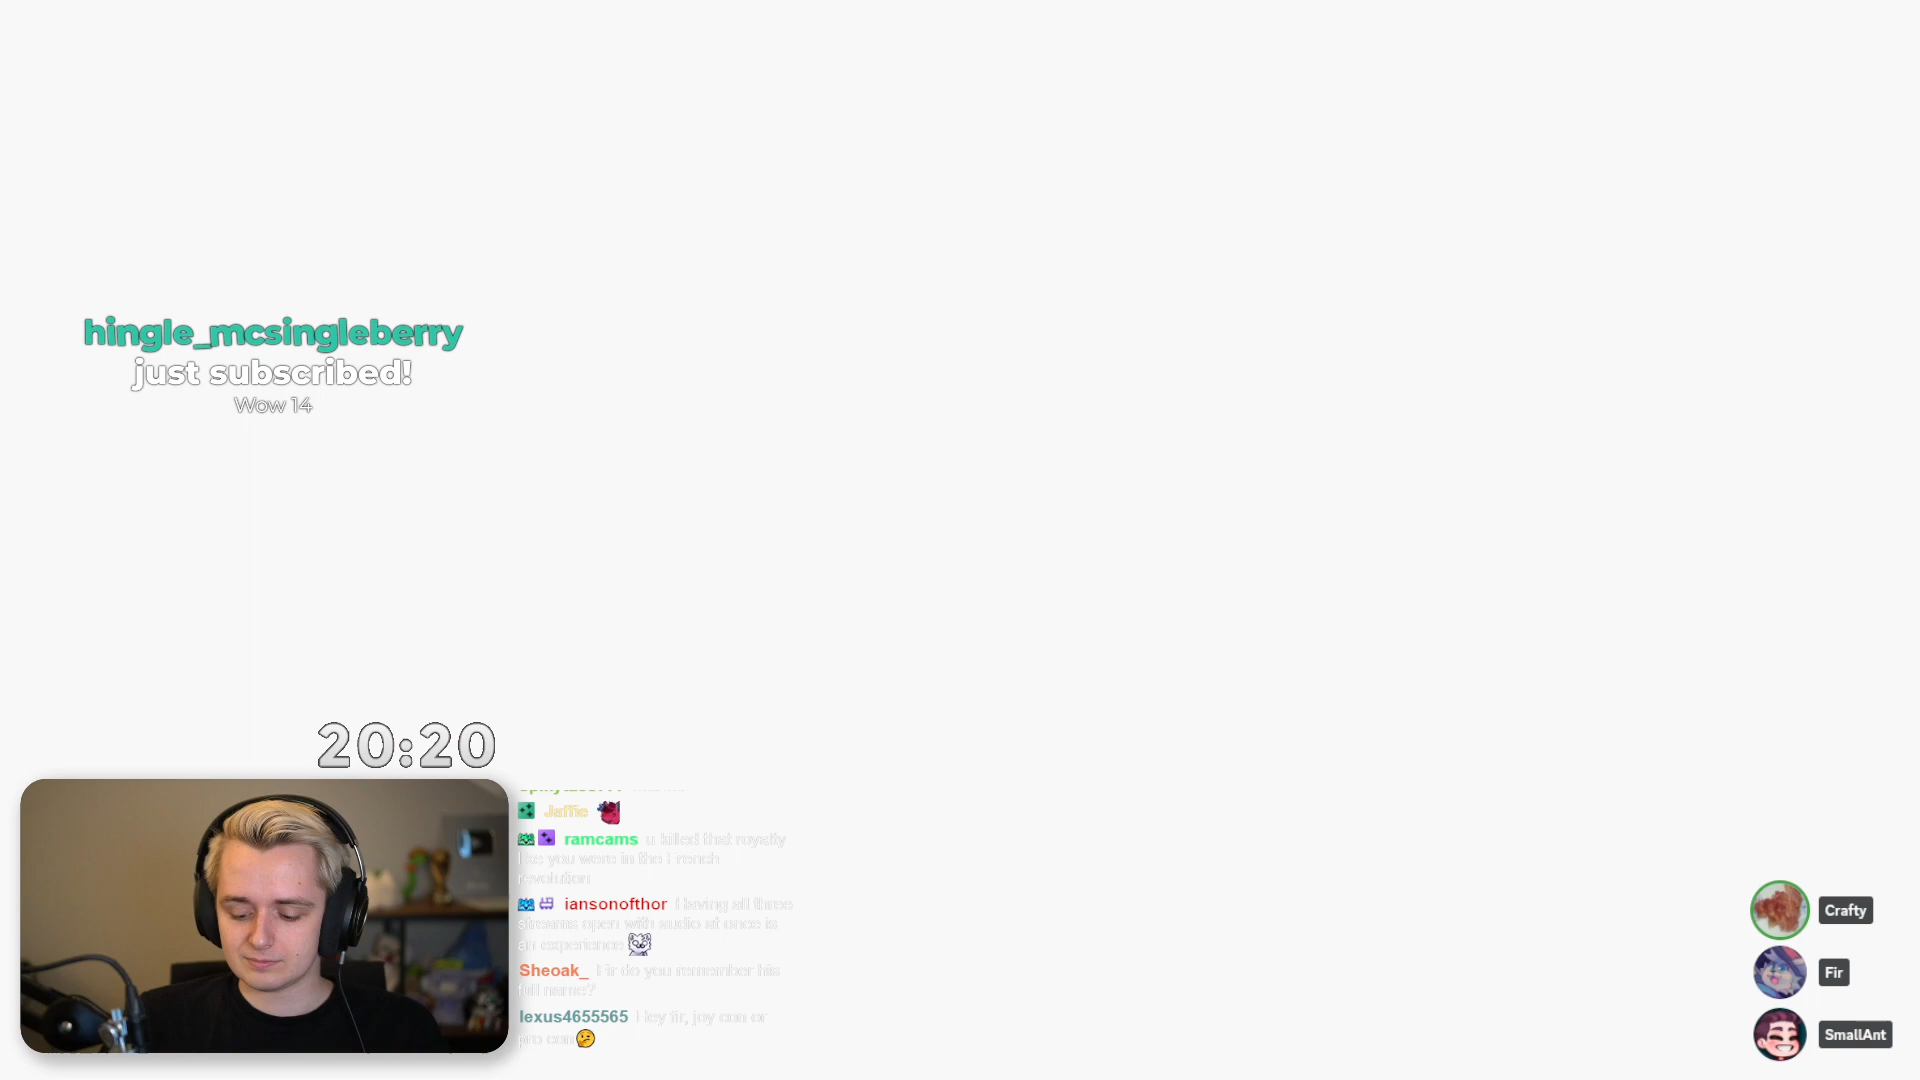 hingle_mcsingleberry
just subscribed!
Wow 14
20:20
Jaffie
ramcams u killed that royalty
like you were in the French
revolution
iansonofthor Having all three
streams open with audio at once is
an experience
Sheoak_ Fir do you remember his
full name?
lexus4655565 Hey fir, joy con or
pro con
Crafty
Fir
SmallAnt